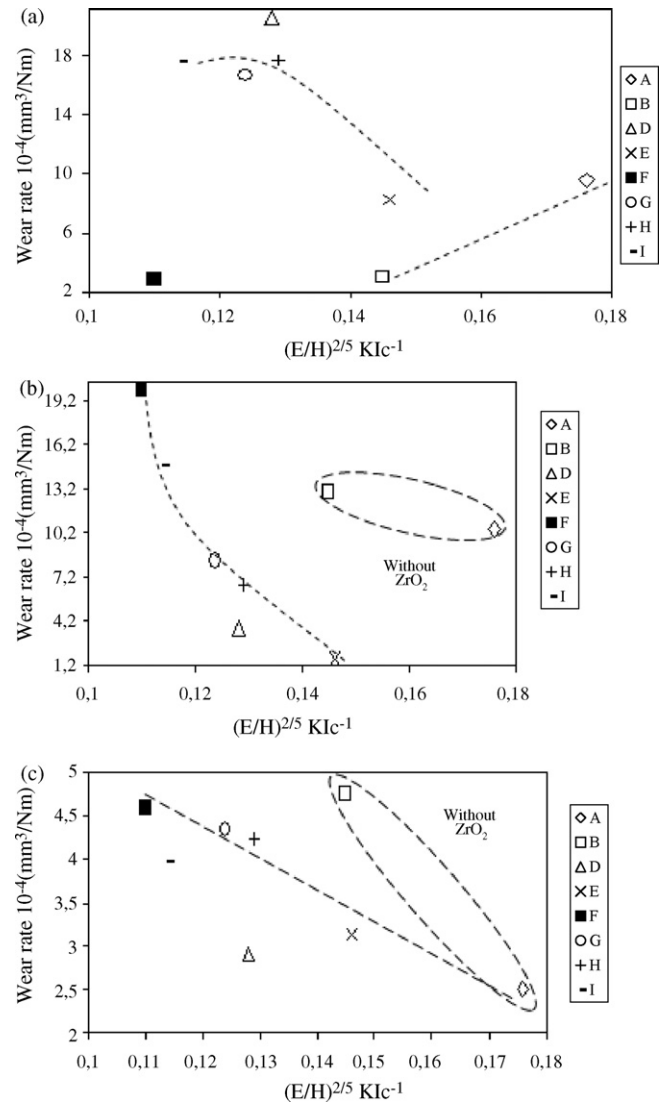 (a)
Wear rate 10-4(mm3/Nm)
18
14
10
6
2
0,1
0,12
0,14
0,16
0,18
(E/H)2/5 KIc-1
A
B
D
E
F
G
H
I
(b)
Wear rate 10-4(mm3/Nm)
19,2
16,2
13,2
10,2
7,2
4,2
1,2
0,1
0,12
0,14
0,16
0,18
Without
ZrO2
(E/H)2/5 KIc-1
A
B
D
E
F
G
H
I
(c)
Wear rate 10-4(mm3/Nm)
5
4,5
4
3,5
3
2,5
2
0,1
0,11
0,12
0,13
0,14
0,15
0,16
0,17
0,18
Without
ZrO2
(E/H)2/5 KIc-1
A
B
D
E
F
G
H
I